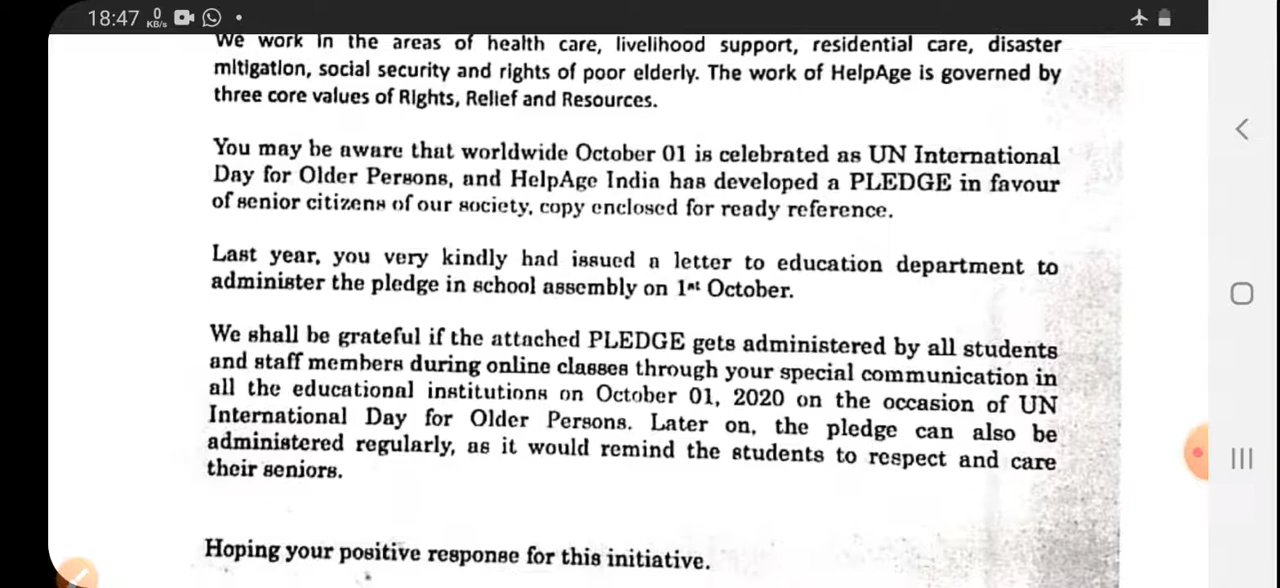 18:47 0 KB/s
We work in the areas of health care, livelihood support, residential care, disaster
mitigation, social security and rights of poor elderly. The work of HelpAge is governed by
three core values of Rights, Relief and Resources.
You may be aware that worldwide October 01 is celebrated as UN International
Day for Older Persons, and HelpAge India has developed a PLEDGE in favour
of senior citizens of our society, copy enclosed for ready reference.
Last year, you very kindly had issued a letter to education department to
administer the pledge in school assembly on 1st October.
We shall be grateful if the attached PLEDGE gets administered by all students
and staff members during online classes through your special communication in
all the educational institutions on October 01, 2020 on the occasion of UN
International Day for Older Persons. Later on, the pledge can also be
administered regularly, as it would remind the students to respect and care
their seniors.
Hoping your positive response for this initiative.